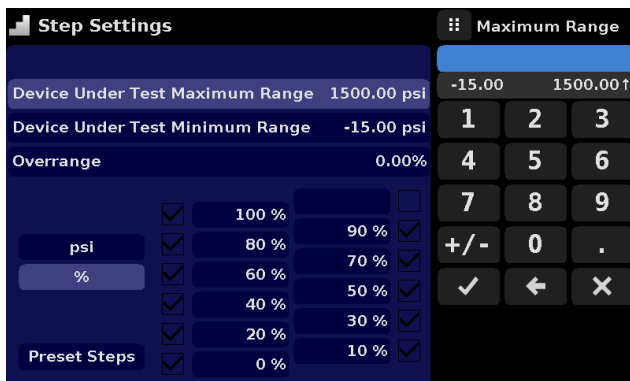 Step Settings
Device Under Test Maximum Range 1500.00 psi
Device Under Test Minimum Range -15.00 psi
Overrange 0.00%
100 %
90 %
psi
80 %
70 %
%
60 %
50 %
40 %
30 %
20 %
Preset Steps
10 %
0 %
Maximum Range
-15.00 1500.00↑
1 2 3
4 5 6
7 8 9
+/- 0 .